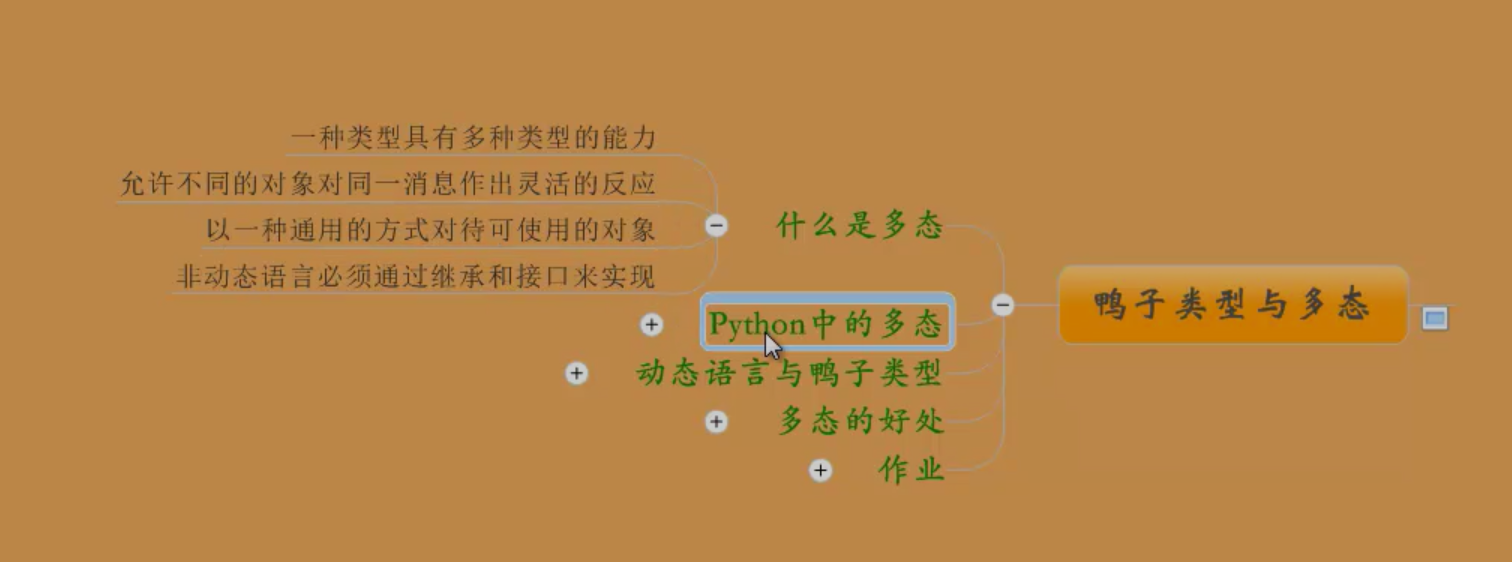 一种类型具有多种类型的能力
允许不同的对象对同一消息作出灵活的反应
以一种通用的方式对待可使用的对象
非动态语言必须通过继承和接口来实现
什么是多态
鸭子类型与多态
Python中的多态
动态语言与鸭子类型
多态的好处
作业